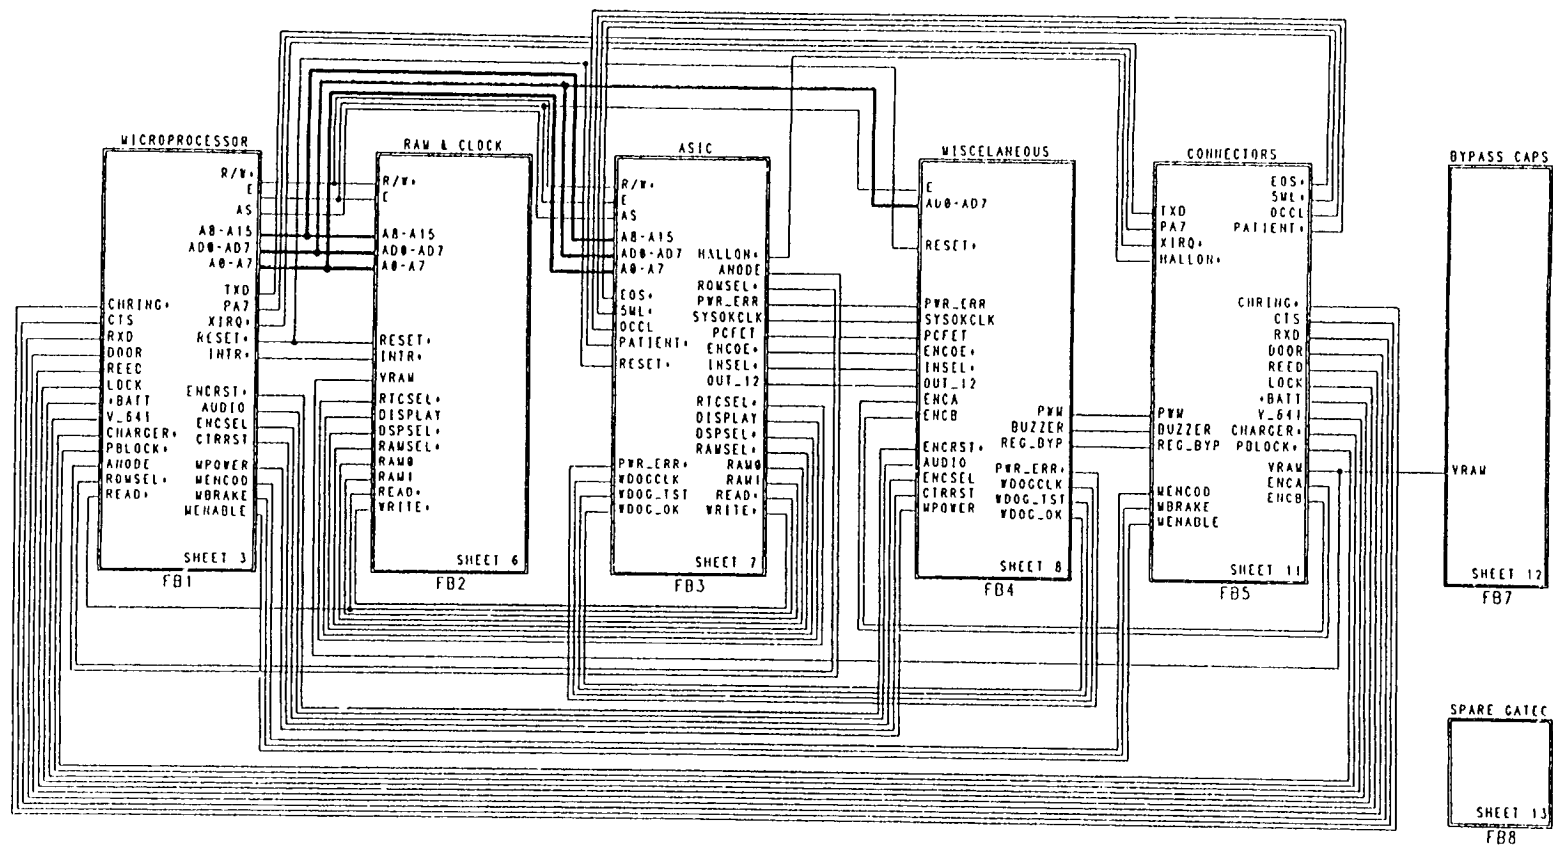 MICROPROCESSOR
R/W*
E
AS
A8-A15
AD0-AD7
A0-A7
TXD
PA7
XIRQ*
RESET*
INTR*
ENCRST*
AUDIO
ENCSEL
CTRRST
MPOWER
MENCOD
MBRAKE
MENABLE
CHRING*
CTS
RXD
DOOR
REED
LOCK
+BATT
V_64I
CHARGER*
PBLOCK*
ANODE
ROMSEL*
READ*
SHEET 3
FB1
RAM & CLOCK
R/W*
E
A8-A15
AD0-AD7
A0-A7
RESET*
INTR*
VRAM
RTCSEL*
DISPLAY
DSPSEL*
RAMSEL*
RAM0
RAM1
READ*
WRITE*
SHEET 6
FB2
ASIC
R/W*
E
AS
A8-A15
AD0-AD7
A0-A7
EOS*
SML*
OCCL
PATIENT*
RESET*
PWR_ERR*
WDOGCLK
WDOG_TST
WDOG_OK
HALLON*
ANODE
ROMSEL*
PWR_ERR
SYSOKCLK
PCFET
ENCOE*
INSEL*
OUT_12
RTCSEL*
DISPLAY
DSPSEL*
RAMSEL*
RAM0
RAM1
READ*
WRITE*
SHEET 7
FB3
MISCELANEOUS
E
AD0-AD7
RESET*
PWR_ERR
SYSOKCLK
PCFET
ENCOE*
INSEL*
OUT_12
ENCA
ENCB
ENCRST*
AUDIO
ENCSEL
CTRRST
MPOWER
PWM
BUZZER
REG_BYP
PWR_ERR*
WDOGCLK
WDOG_TST
WDOG_OK
SHEET 8
FB4
CONNECTORS
TXD
PA7
XIRQ*
HALLON*
PWM
BUZZER
REG_BYP
MENCOD
MBRAKE
MENABLE
EOS*
SML*
OCCL
PATIENT*
CHRING*
CTS
RXD
DOOR
REED
LOCK
+BATT
V_64I
CHARGER*
PBLOCK*
VRAM
ENCA
ENCB
SHEET 11
FB5
BYPASS CAPS
VRAM
SHEET 12
FB7
SPARE GATEC
SHEET 13
FB8